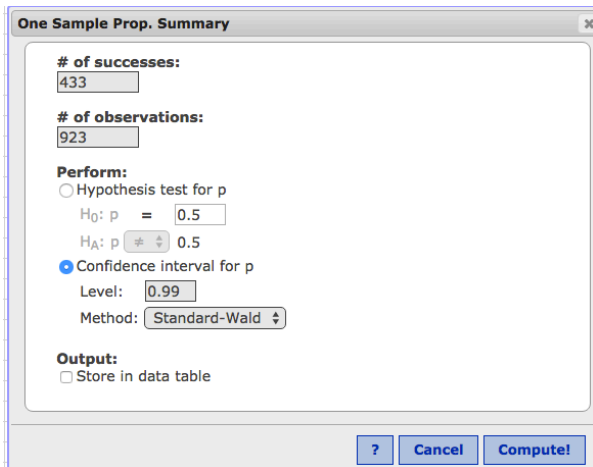 One Sample Prop. Summary ×
# of successes:
433
# of observations:
923
Perform:
Hypothesis test for p
H₀: p = 0.5
Hₐ: p ≠ 0.5
Confidence interval for p
Level: 0.99
Method: Standard-Wald
Output:
Store in data table
? Cancel Compute!